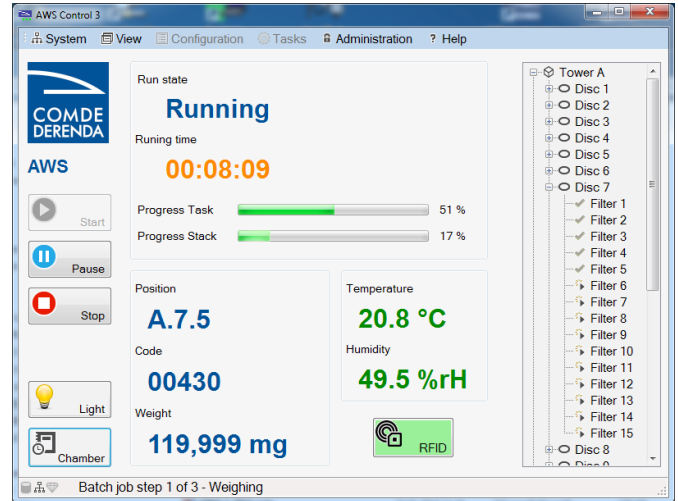 AWS Control 3
System View Configuration Tasks Administration ? Help
COMDE
DERENDA
AWS
Start
Pause
Stop
Light
Chamber
Run state
Running
Runing time
00:08:09
Progress Task 51 %
Progress Stack 17 %
Position
A.7.5
Code
00430
Weight
119,999 mg
Temperature
20.8 °C
Humidity
49.5 %rH
RFID
Tower A
Disc 1
Disc 2
Disc 3
Disc 4
Disc 5
Disc 6
Disc 7
Filter 1
Filter 2
Filter 3
Filter 4
Filter 5
Filter 6
Filter 7
Filter 8
Filter 9
Filter 10
Filter 11
Filter 12
Filter 13
Filter 14
Filter 15
Disc 8
Disc 9
Batch job step 1 of 3 - Weighing